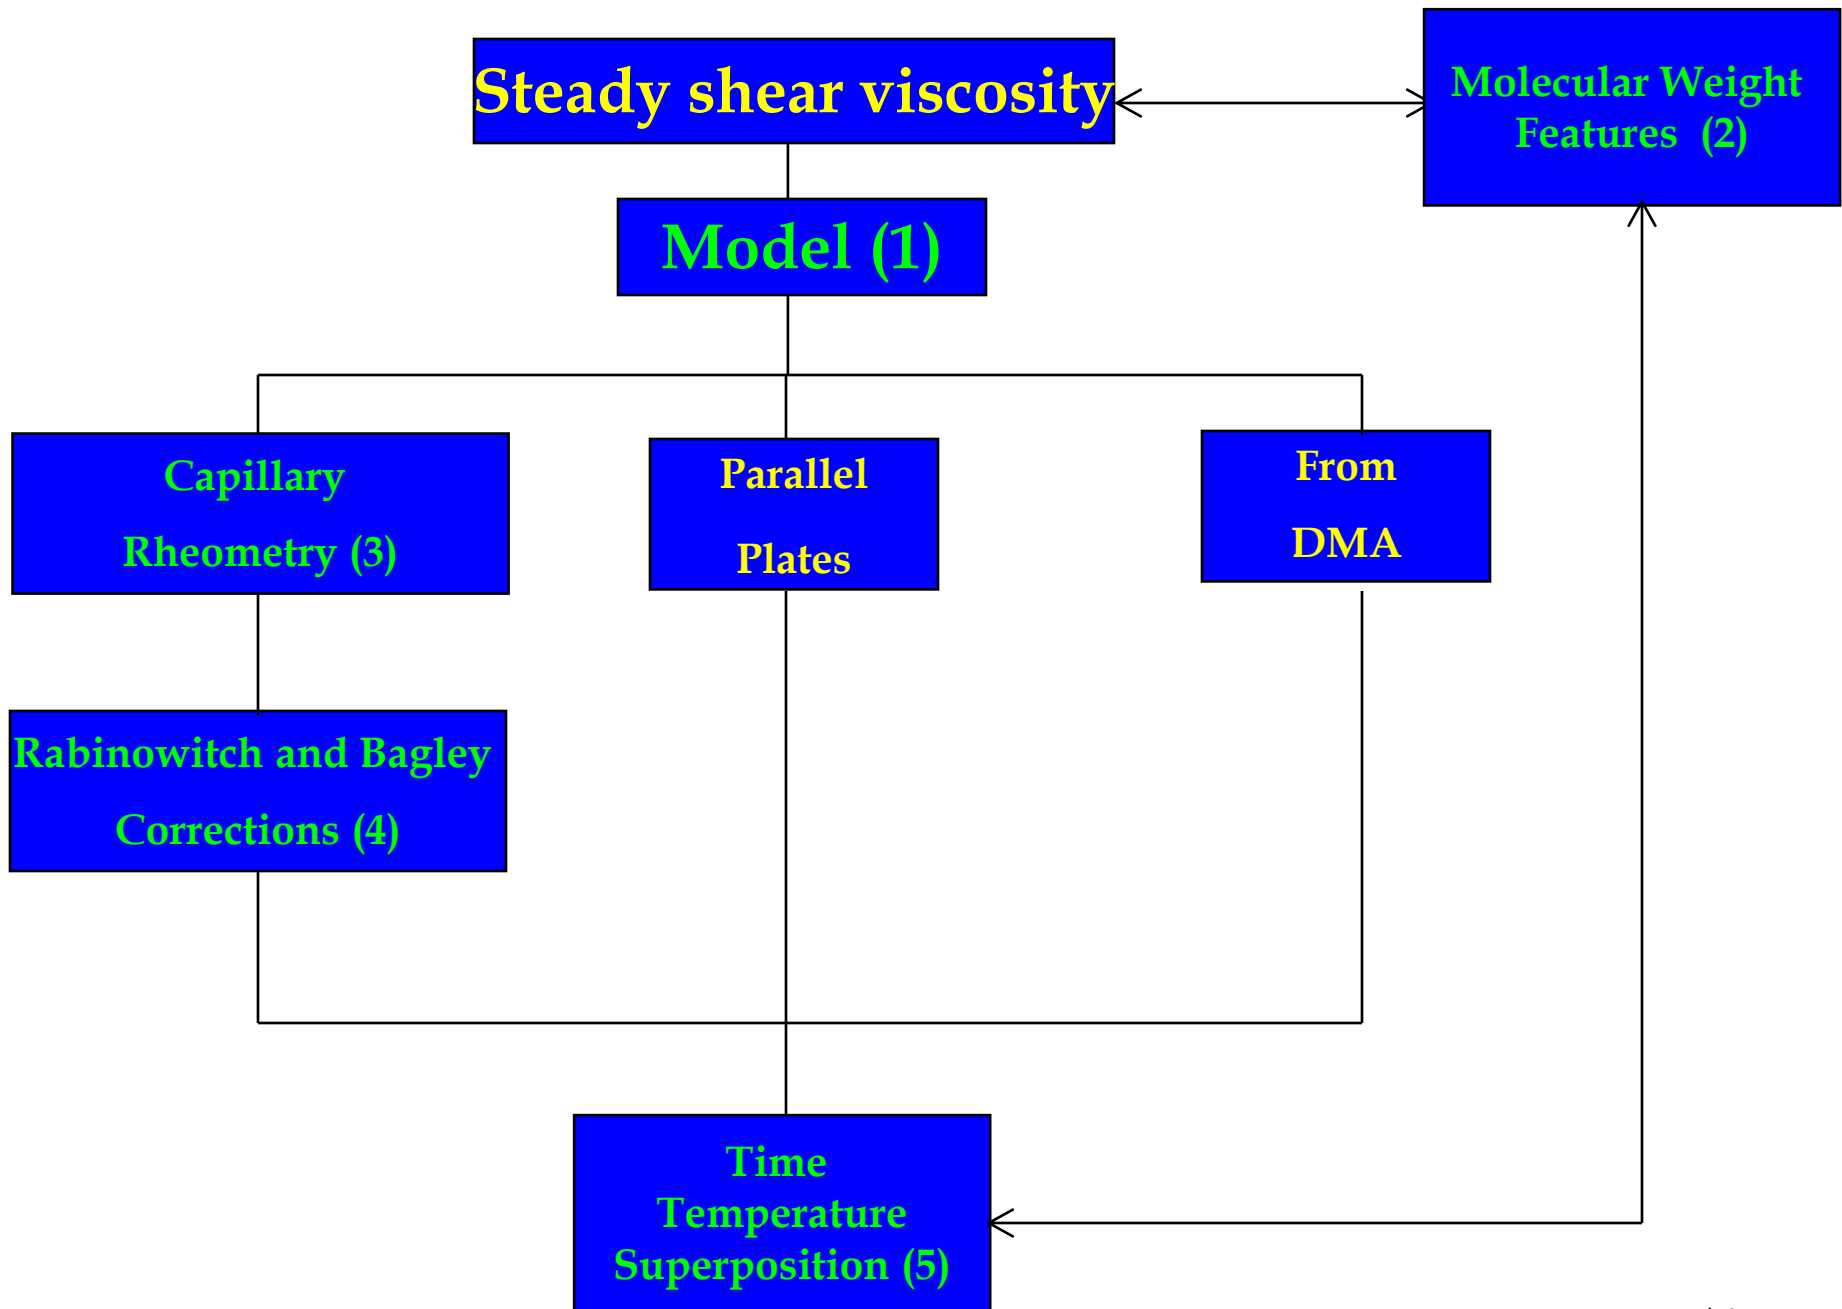 Steady shear viscosity
Molecular Weight
Features (2)
Model (1)
Capillary
Rheometry (3)
Parallel
Plates
From
DMA
Rabinowitch and Bagley
Corrections (4)
Time
Temperature
Superposition (5)